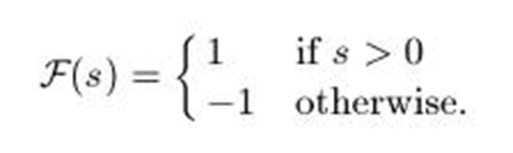 F(s) = { 1 if s > 0
-1 otherwise.